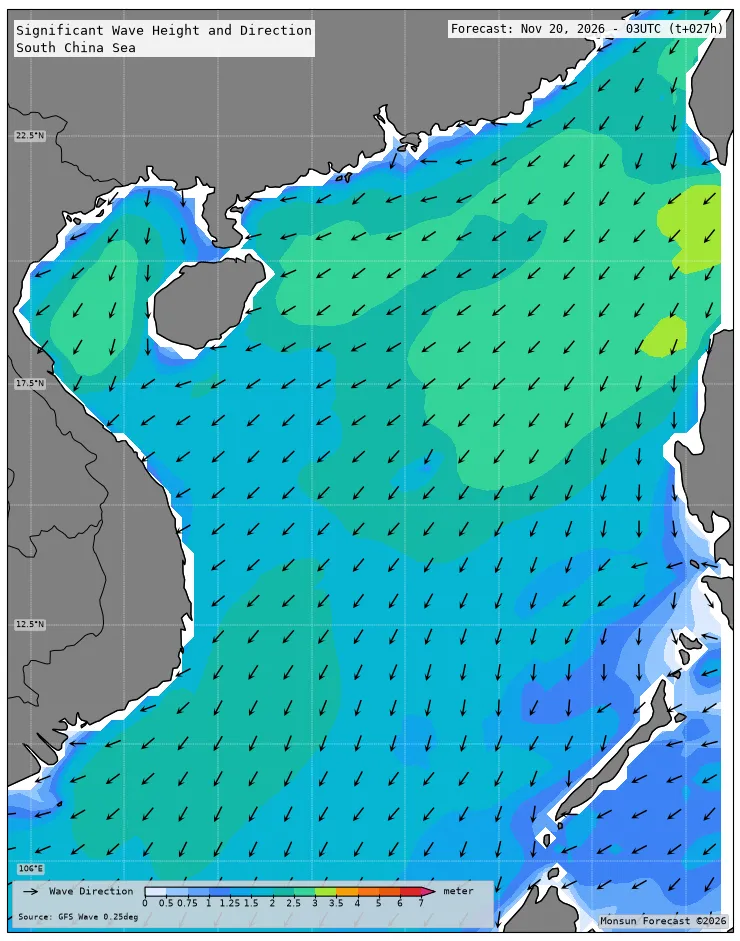 Significant Wave Height and Direction
South China Sea
Forecast: Nov 20, 2026 - 03UTC (t+027h)
22.5°N
17.5°N
12.5°N
106°E
Wave Direction
0 0.5 0.75 1 1.25 1.5 2 2.5 3 3.5 4 5 6 7
meter
Source: GFS Wave 0.25deg
Monsun Forecast ©2026